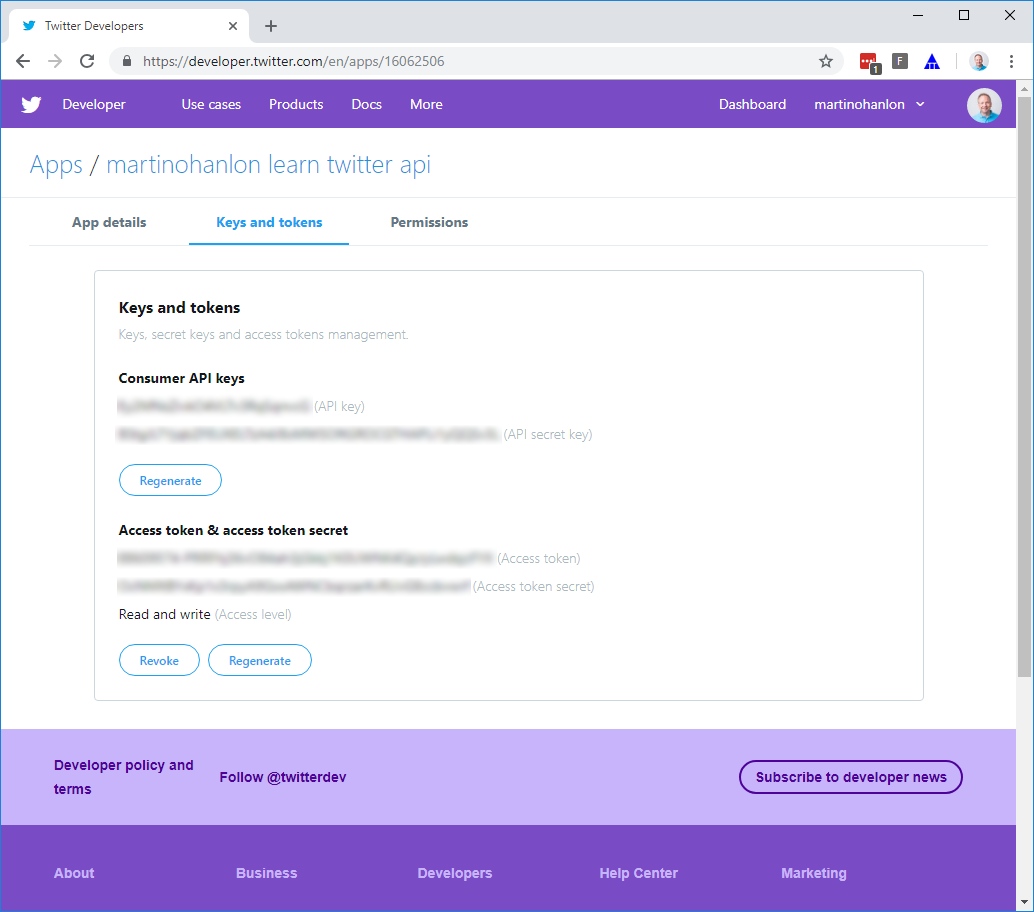 Twitter Developers
https://developer.twitter.com/en/apps/16062506
1
F
Developer Use cases Products Docs More Dashboard martinohanlon
Apps / martinohanlon learn twitter api
App details Keys and tokens Permissions
Keys and tokens
Keys, secret keys and access tokens management.
Consumer API keys
(API key)
(API secret key)
Regenerate
Access token & access token secret
(Access token)
(Access token secret)
Read and write (Access level)
Revoke Regenerate
Developer policy and
terms
Follow @twitterdev
Subscribe to developer news
About Business Developers Help Center Marketing